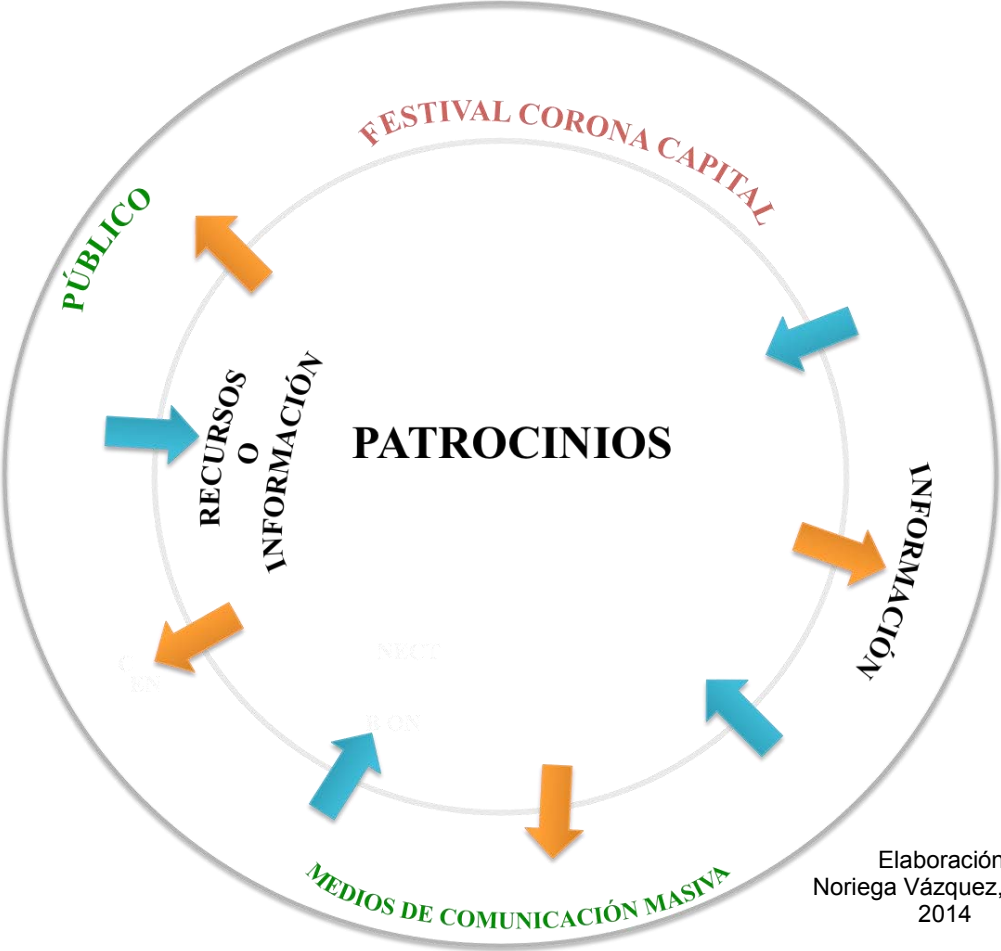 FESTIVAL CORONA CAPITAL
PÚBLICO
RECURSOS
O
INFORMACIÓN
PATROCINIOS
INFORMACIÓN
MEDIOS DE COMUNICACIÓN MASIVA
Elaboración
Noriega Vázquez,
2014